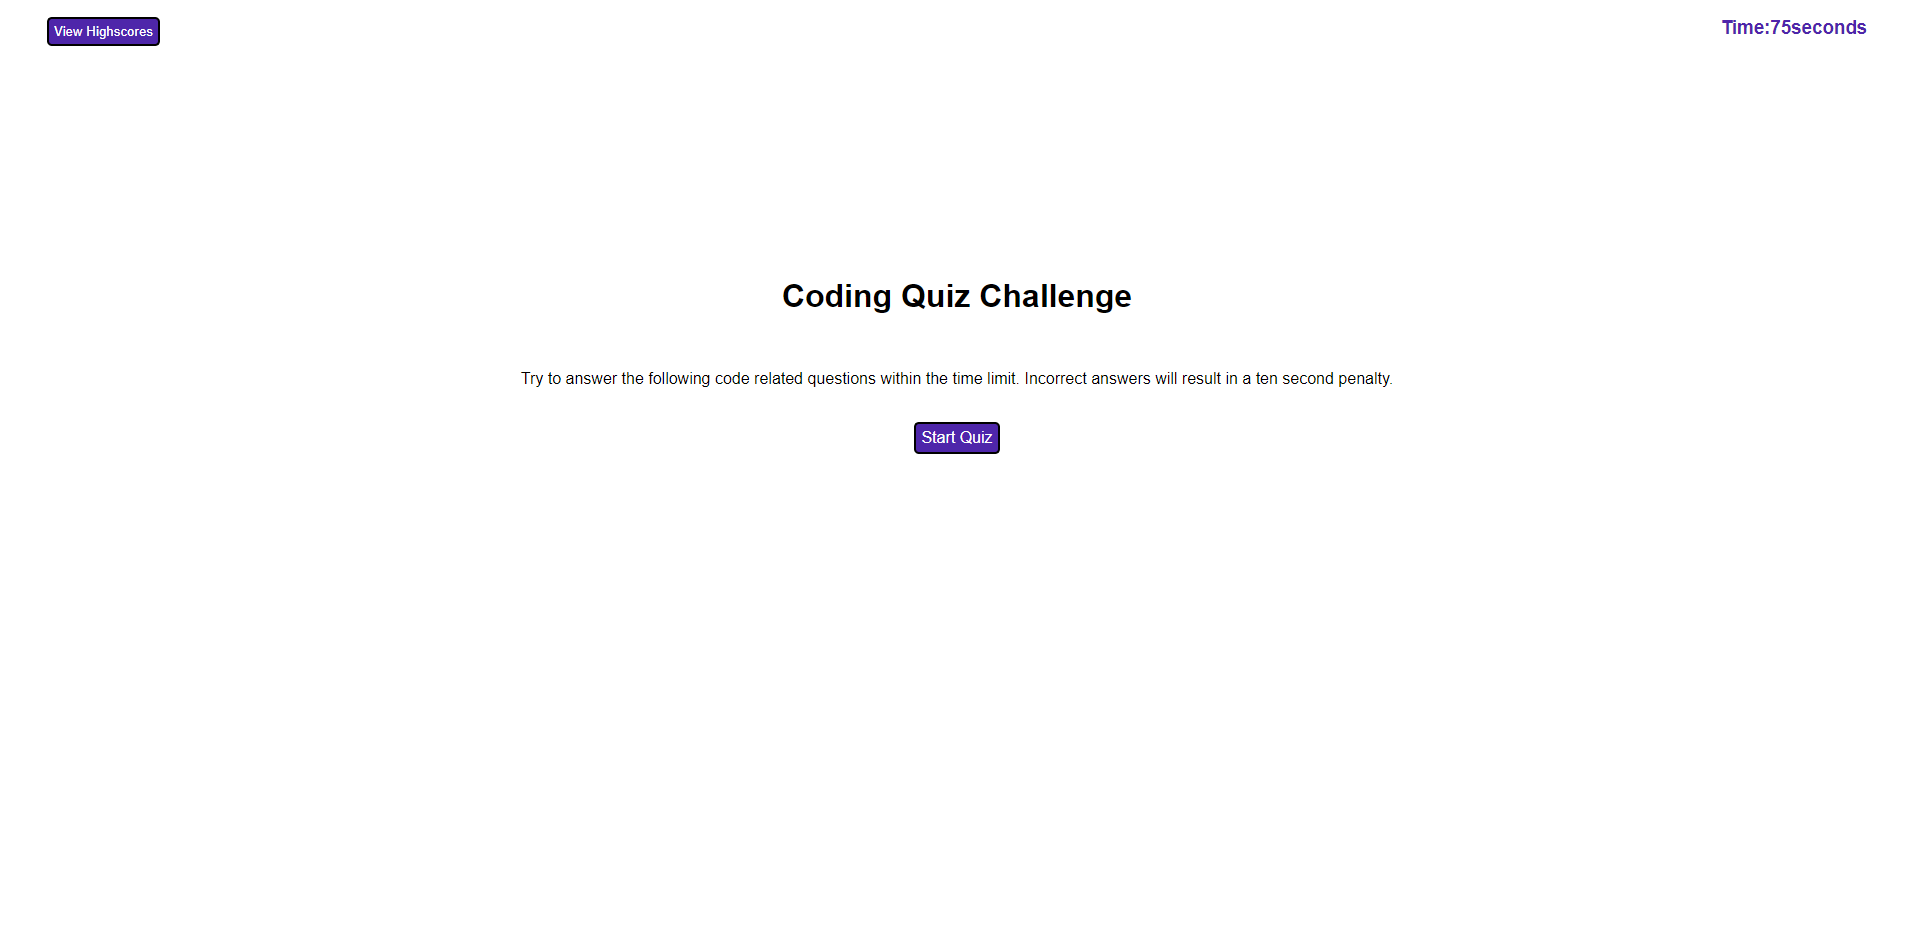 View Highscores
Time:75seconds
Coding Quiz Challenge
Try to answer the following code related questions within the time limit. Incorrect answers will result in a ten second penalty.
Start Quiz